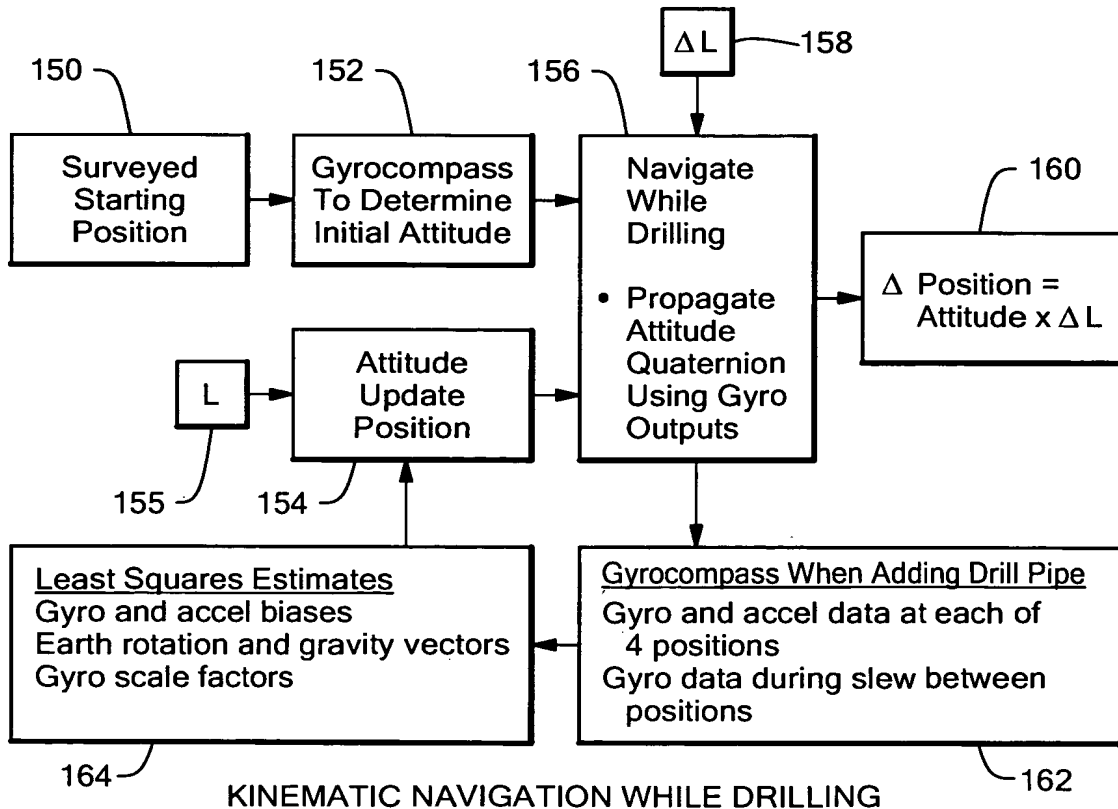 ΔL
158
150
152
156
Surveyed
Starting
Position
Gyrocompass
To Determine
Initial Attitude
Navigate
While
Drilling
• Propagate
Attitude
Quaternion
Using Gyro
Outputs
160
Δ Position =
Attitude x ΔL
L
155
Attitude
Update
Position
154
Least Squares Estimates
Gyro and accel biases
Earth rotation and gravity vectors
Gyro scale factors
164
Gyrocompass When Adding Drill Pipe
Gyro and accel data at each of
4 positions
Gyro data during slew between
positions
162
KINEMATIC NAVIGATION WHILE DRILLING